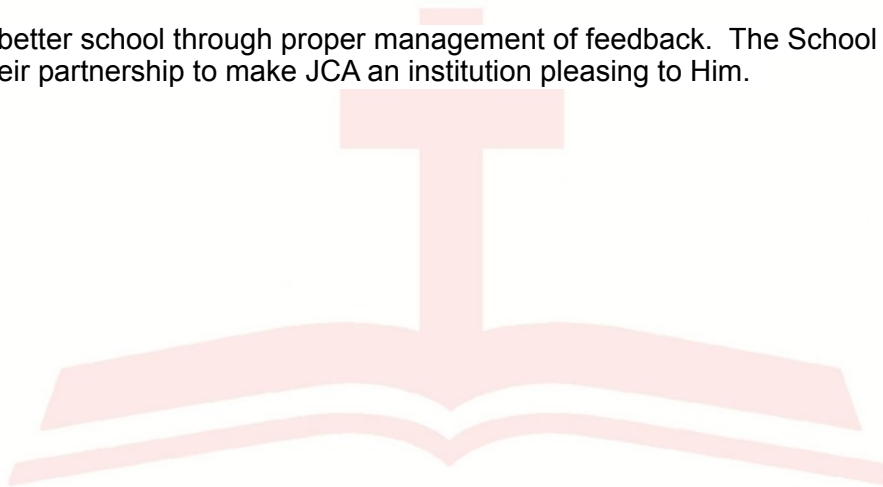 better school through proper management of feedback.  The School
eir partnership to make JCA an institution pleasing to Him.